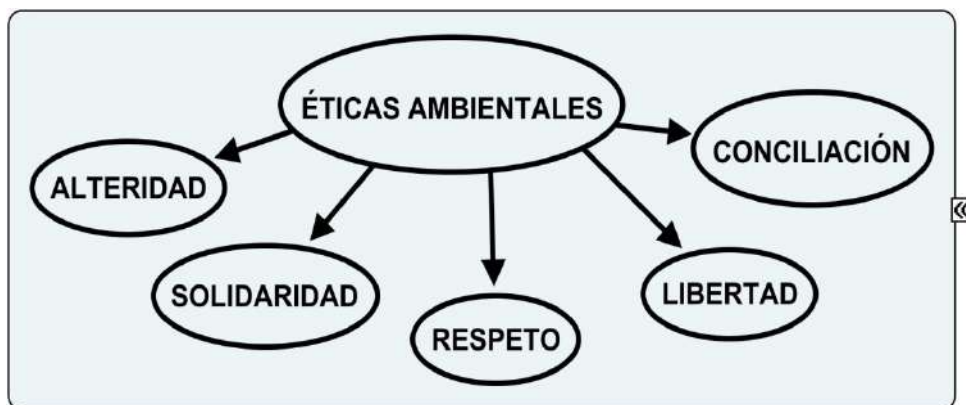 ÉTICAS AMBIENTALES
CONCILIACIÓN
ALTERIDAD
SOLIDARIDAD
LIBERTAD
RESPETO
«